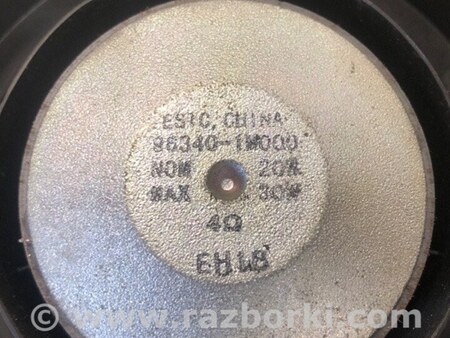 ESTC, CHINA
96340-1W000
NOM 20W
MAX 30W
4Ω
EH18
© www.razborki.com